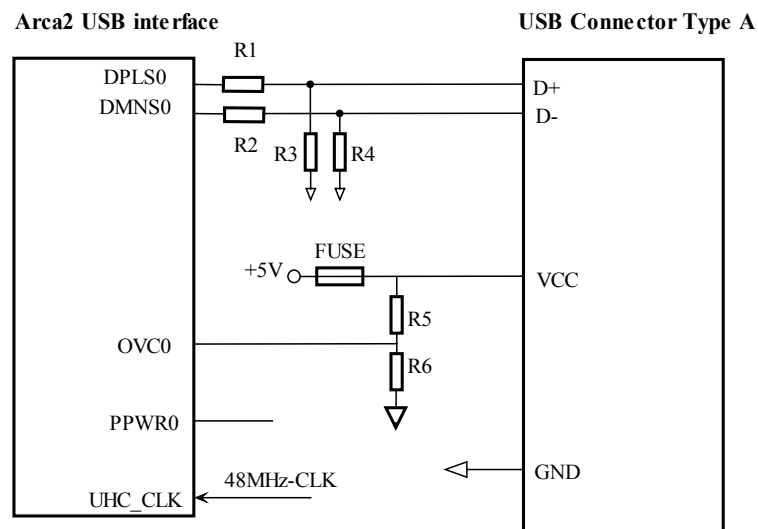 Arca2 USB interface
USB Connector Type A
R1
DPLS0
D+
DMNS0
D-
R2
R3
R4
FUSE
+5V
VCC
R5
OVC0
R6
PPWR0
GND
48MHz-CLK
UHC_CLK